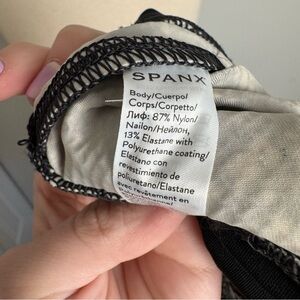 SPANX
Body/Cuerpo/
Corps/Corpetto/
Лиф: 87% Nylon/
Nailon/Нейлон,
13% Elastane with
Polyurethane coating/
Elastano con
revestimiento de
poliuretano/Elastane
avec revêtement en